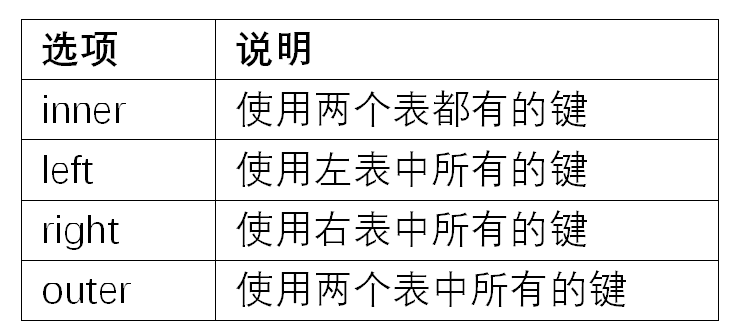 选项 说明
inner 使用两个表都有的键
left 使用左表中所有的键
right 使用右表中所有的键
outer 使用两个表中所有的键